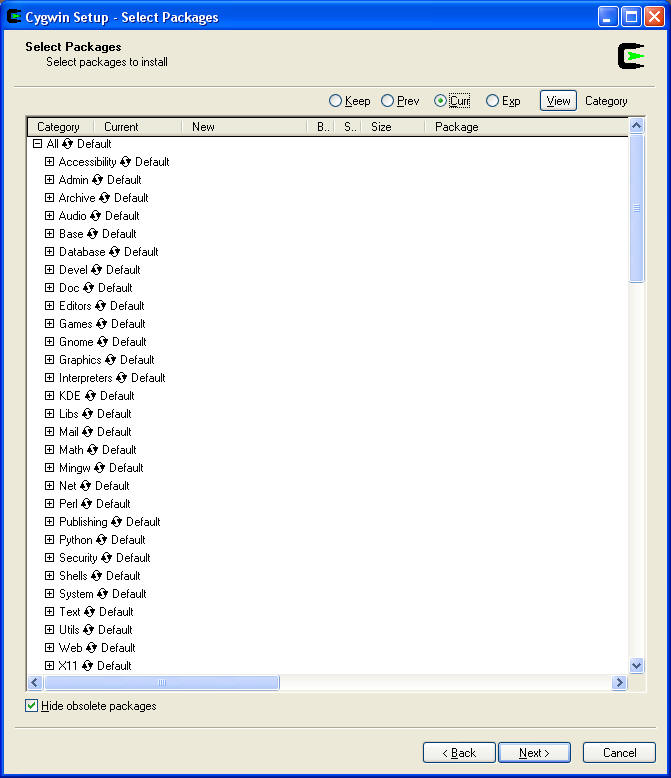 Cygwin Setup - Select Packages
Select Packages
Select packages to install
Keep Prev Curr Exp View Category
Category Current New B.. S.. Size Package
All Default
Accessibility Default
Admin Default
Archive Default
Audio Default
Base Default
Database Default
Devel Default
Doc Default
Editors Default
Games Default
Gnome Default
Graphics Default
Interpreters Default
KDE Default
Libs Default
Mail Default
Math Default
Mingw Default
Net Default
Perl Default
Publishing Default
Python Default
Security Default
Shells Default
System Default
Text Default
Utils Default
Web Default
X11 Default
Hide obsolete packages
< Back Next > Cancel